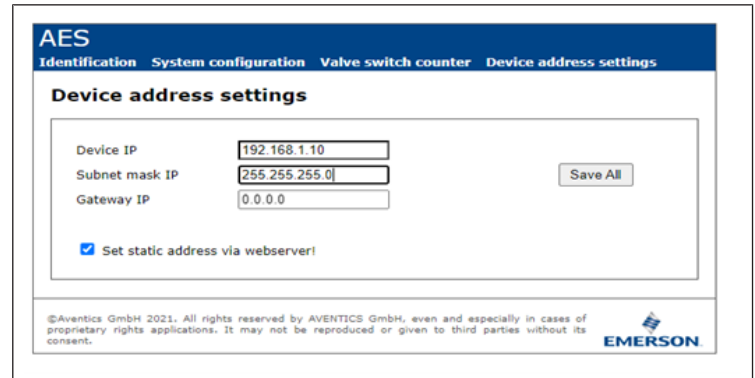 AES
Identification System configuration Valve switch counter Device address settings
Device address settings
Device IP 192.168.1.10
Subnet mask IP 255.255.255.0 Save All
Gateway IP 0.0.0.0
Set static address via webserver!
©Aventics GmbH 2021. All rights reserved by AVENTICS GmbH, even and especially in cases of
proprietary rights applications. It may not be reproduced or given to third parties without its
consent.
EMERSON.